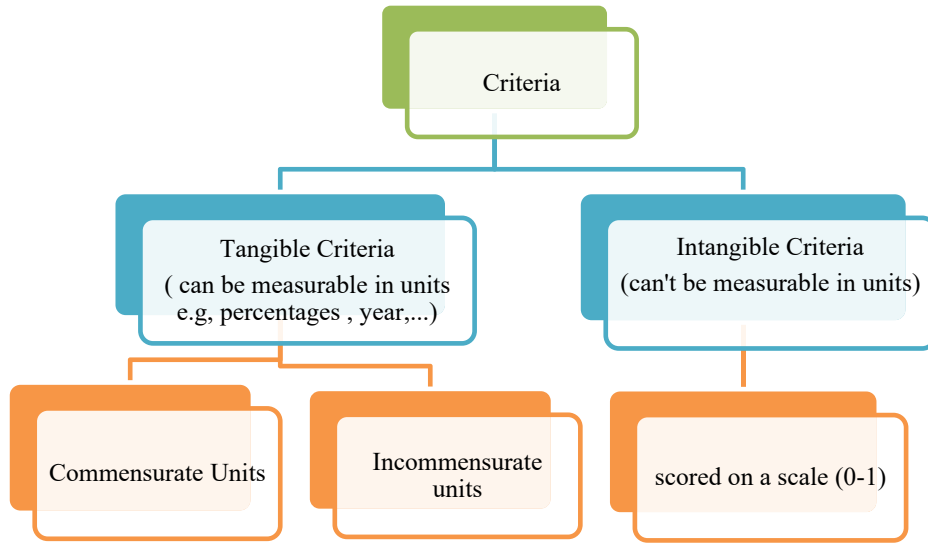 Criteria
Tangible Criteria
( can be measurable in units
e.g, percentages , year,...)
Intangible Criteria
(can't be measurable in units)
Commensurate Units
Incommensurate
units
scored on a scale (0-1)